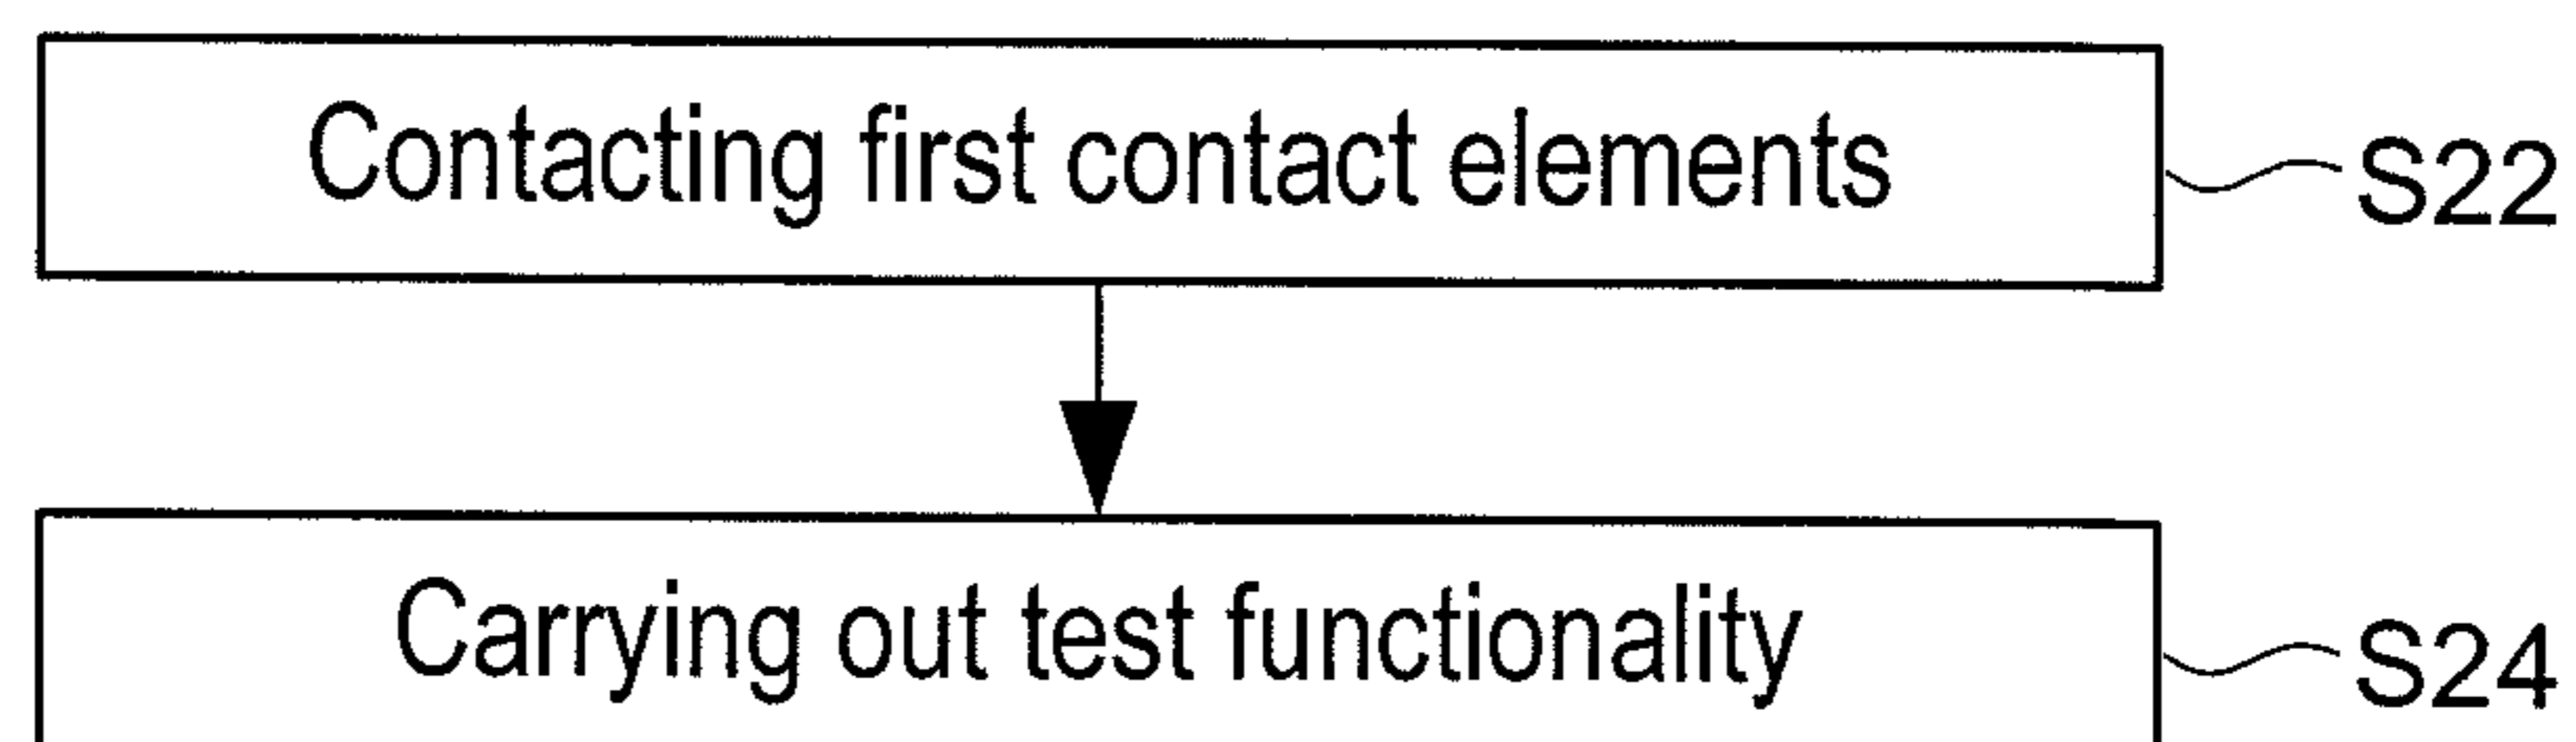 Contacting first contact elements S22
Carrying out test functionality S24